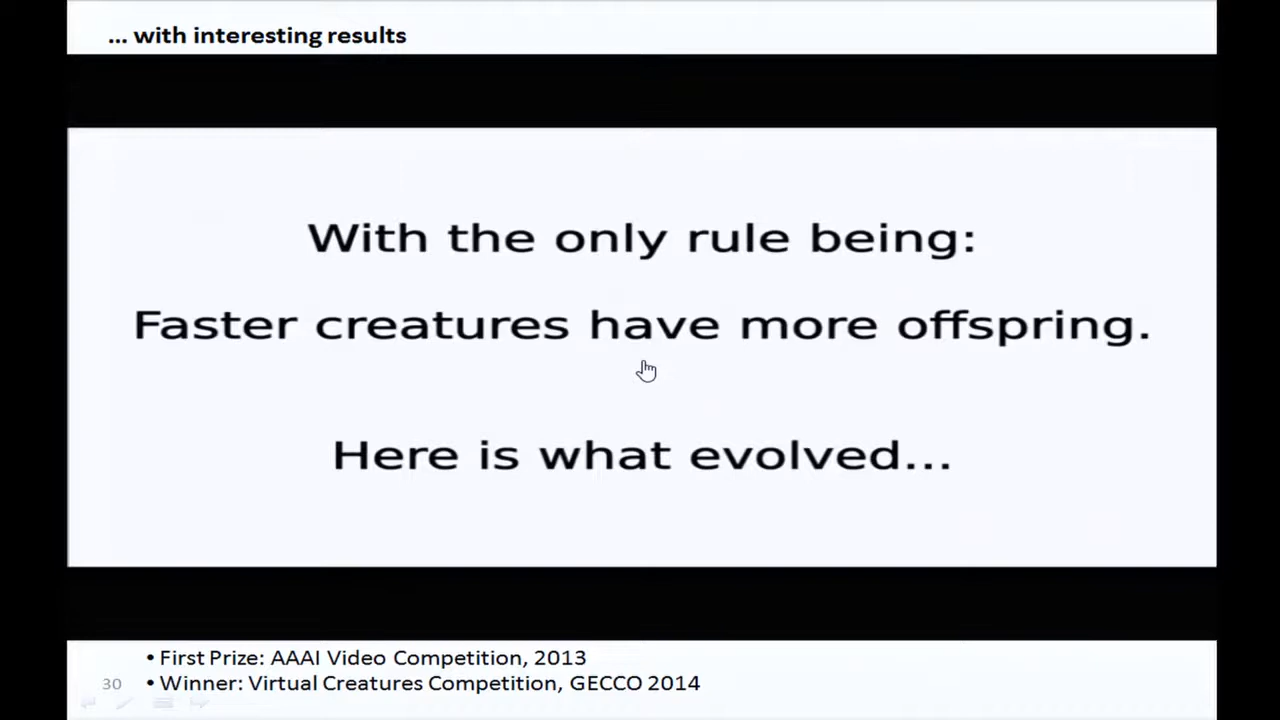 ... with interesting results
With the only rule being:
Faster creatures have more offspring.
Here is what evolved...
• First Prize: AAAI Video Competition, 2013
30 • Winner: Virtual Creatures Competition, GECCO 2014